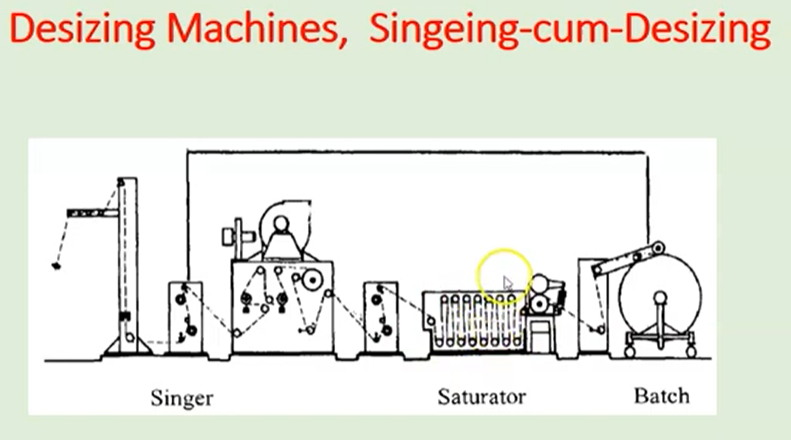 Desizing Machines, Singeing-cum-Desizing
Singer
Saturator
Batch